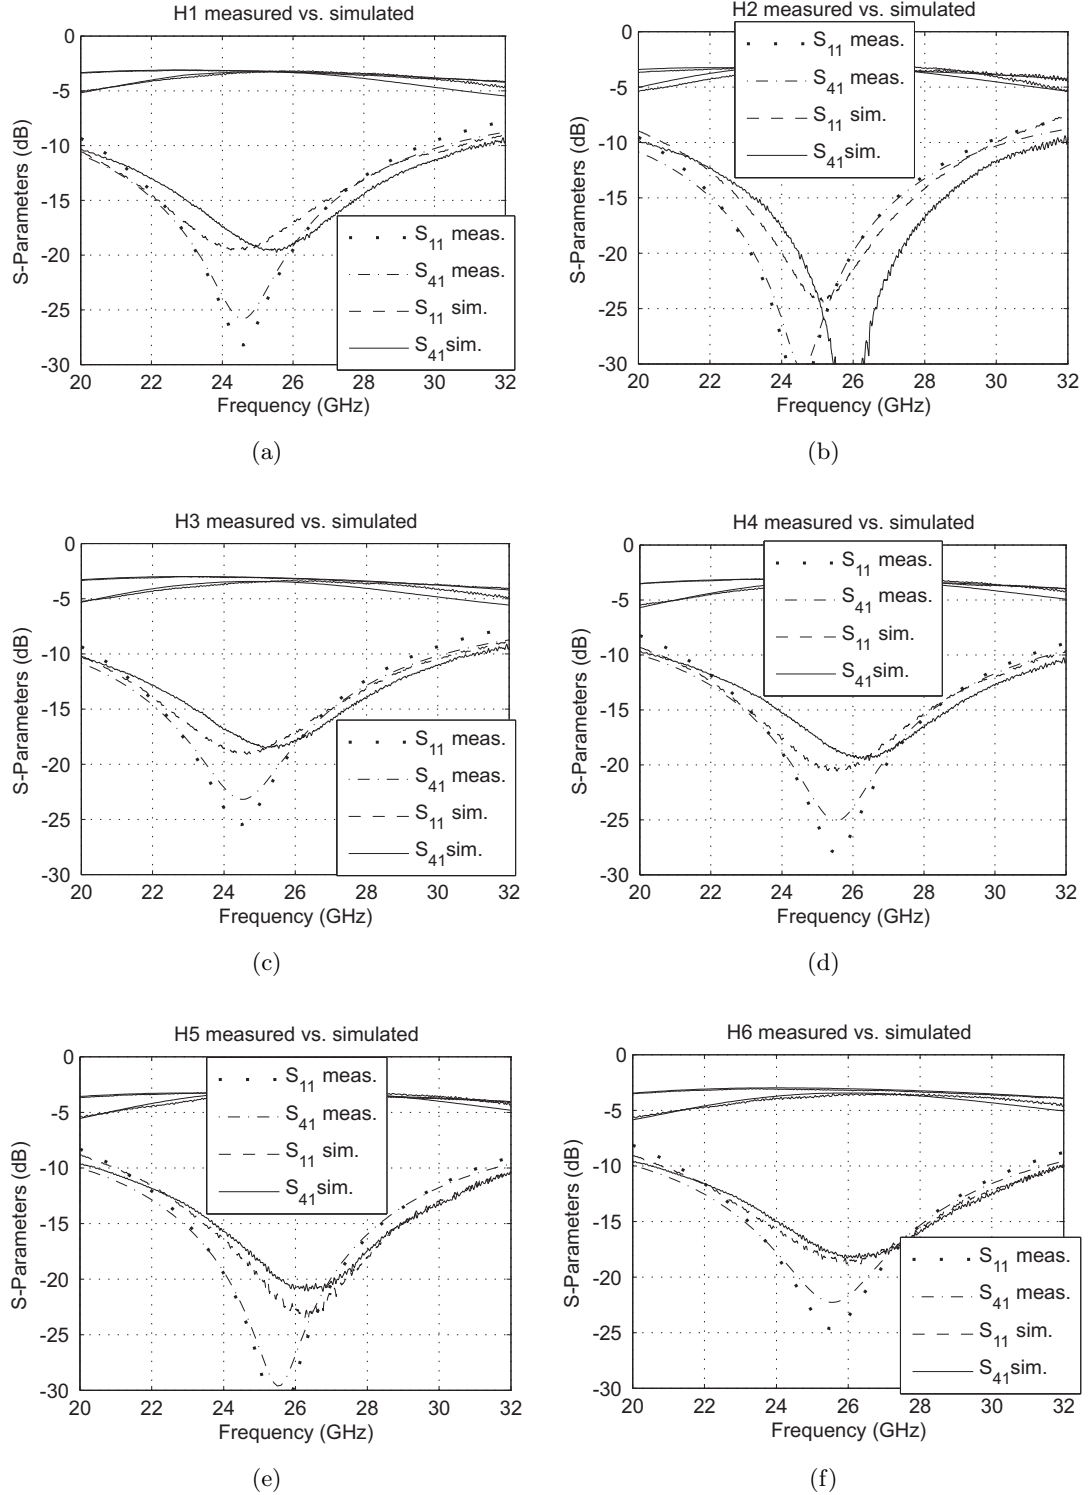 H1 measured vs. simulated
0
-5
-10
-15
-20
-25
-30
S-Parameters (dB)
S11 meas.
S41 meas.
S11 sim.
S41sim.
20 22 24 26 28 30 32
Frequency (GHz)
(a)
H2 measured vs. simulated
0
-5
-10
-15
-20
-25
-30
S-Parameters (dB)
S11 meas.
S41 meas.
S11 sim.
S41sim.
20 22 24 26 28 30 32
Frequency (GHz)
(b)
H3 measured vs. simulated
0
-5
-10
-15
-20
-25
-30
S-Parameters (dB)
S11 meas.
S41 meas.
S11 sim.
S41sim.
20 22 24 26 28 30 32
Frequency (GHz)
(c)
H4 measured vs. simulated
0
-5
-10
-15
-20
-25
-30
S-Parameters (dB)
S11 meas.
S41 meas.
S11 sim.
S41sim.
20 22 24 26 28 30 32
Frequency (GHz)
(d)
H5 measured vs. simulated
0
-5
-10
-15
-20
-25
-30
S-Parameters (dB)
S11 meas.
S41 meas.
S11 sim.
S41sim.
20 22 24 26 28 30 32
Frequency (GHz)
(e)
H6 measured vs. simulated
0
-5
-10
-15
-20
-25
-30
S-Parameters (dB)
S11 meas.
S41 meas.
S11 sim.
S41sim.
20 22 24 26 28 30 32
Frequency (GHz)
(f)